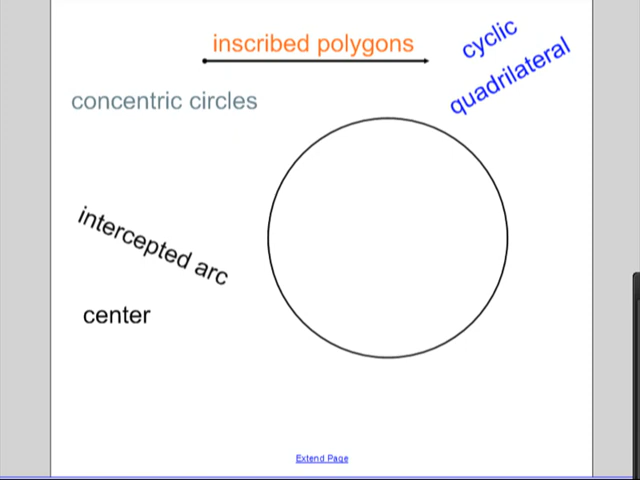 inscribed polygons
cyclic
quadrilateral
concentric circles
intercepted arc
center
Extend Page